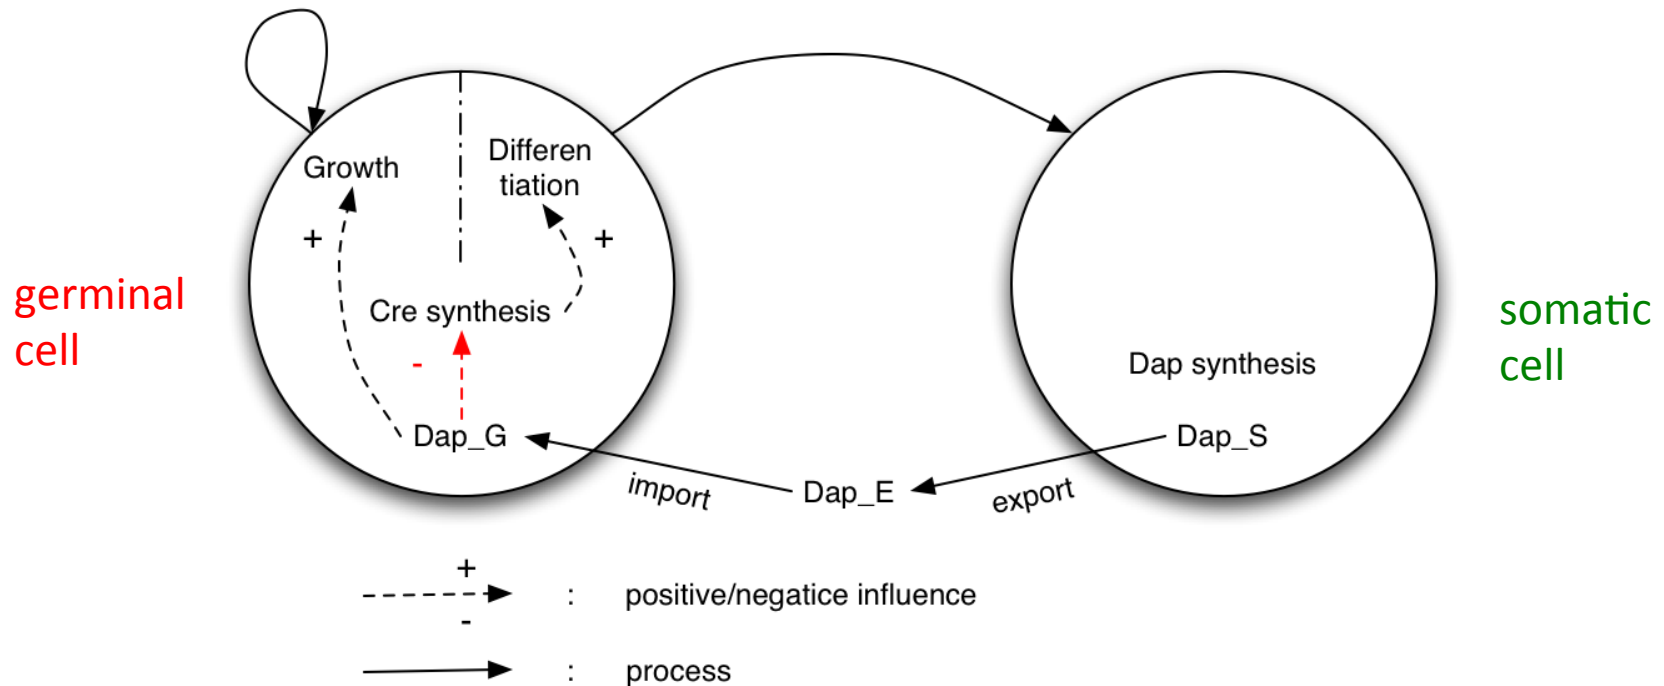 Growth
Differen
tiation
+
+
germinal
cell
Cre synthesis
-
somatic
cell
Dap synthesis
Dap_G
Dap_S
import
Dap_E
export
+
-
: positive/negatice influence
: process